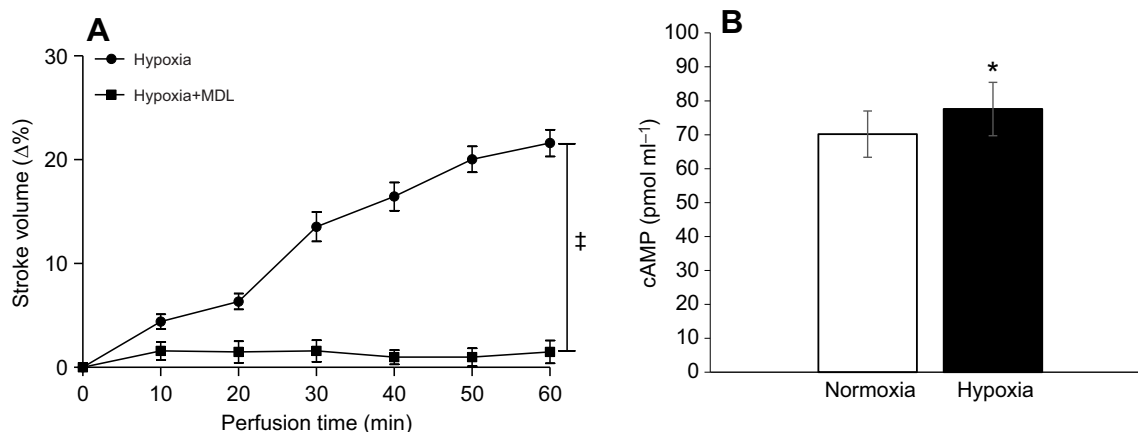 A
Stroke volume (Δ%)
30
20
10
0
Hypoxia
Hypoxia+MDL
‡
0 10 20 30 40 50 60
Perfusion time (min)
B
cAMP (pmol ml⁻¹)
100
90
80
70
60
50
40
30
20
10
0
*
Normoxia Hypoxia